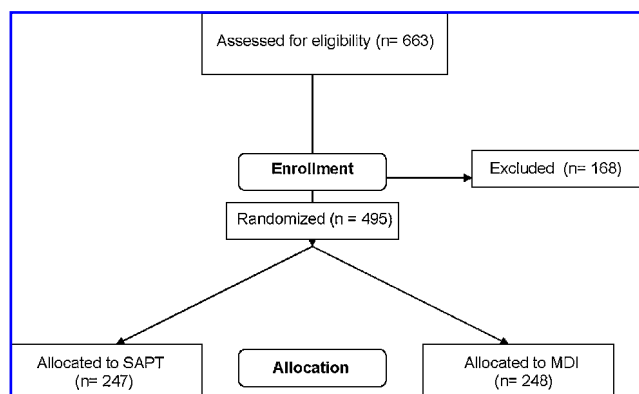 Assessed for eligibility (n= 663)
Enrollment
Excluded (n= 168)
Randomized (n = 495)
Allocated to SAPT
(n= 247)
Allocation
Allocated to MDI
(n= 248)